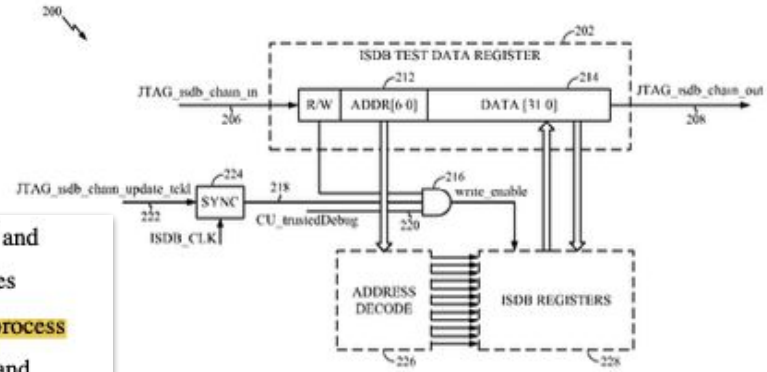 200
202
ISDB TEST DATA REGISTER
212
214
JTAG_isdb_chain_in
206
R/W
ADDR[6 0]
DATA [31 0]
JTAG_isdb_chain_out
208
JTAG_isdb_chain_update_tckl
222
224
SYNC
ISDB_CLK
218
CU_trustedDebug
220
216
write_enable
and
es
process
and
ADDRESS
DECODE
226
ISDB REGISTERS
228